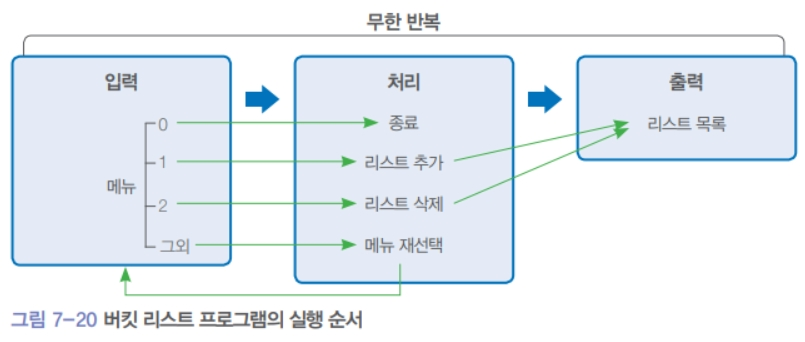 무한 반복
입력
처리
출력
메뉴
0
1
2
그외
종료
리스트 추가
리스트 삭제
메뉴 재선택
리스트 목록
그림 7-20 버킷 리스트 프로그램의 실행 순서